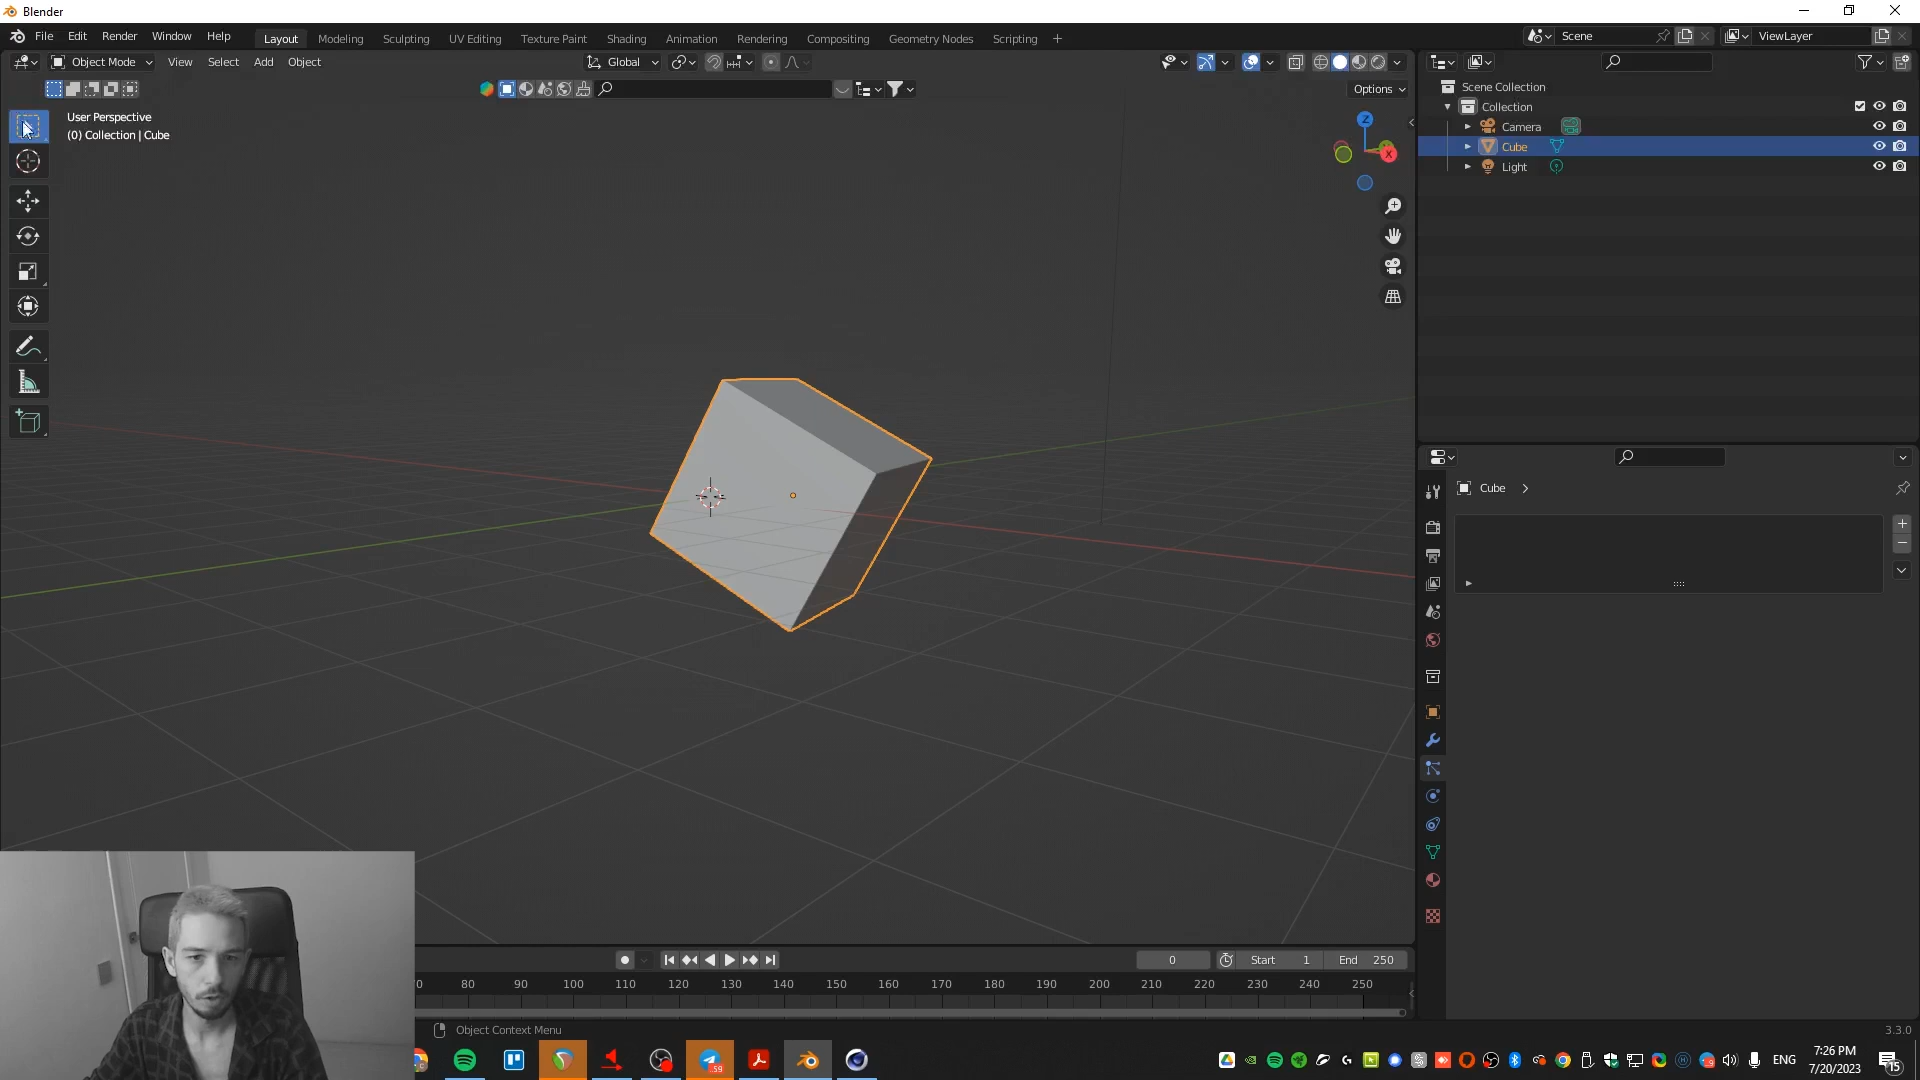 Blender
File Edit Render Window Help Layout Modeling Sculpting UV Editing Texture Paint Shading Animation Rendering Compositing Geometry Nodes Scripting + Scene ViewLayer
Object Mode View Select Add Object Global
Options
User Perspective
(0) Collection | Cube
Z
X
Scene Collection
Collection
Camera
Cube
Light
Cube
0 Start 1 End 250
0 80 90 100 110 120 130 140 150 160 170 180 190 200 210 220 230 240 250
Object Context Menu 3.3.0
59
ENG
7:26 PM
7/20/2023
15